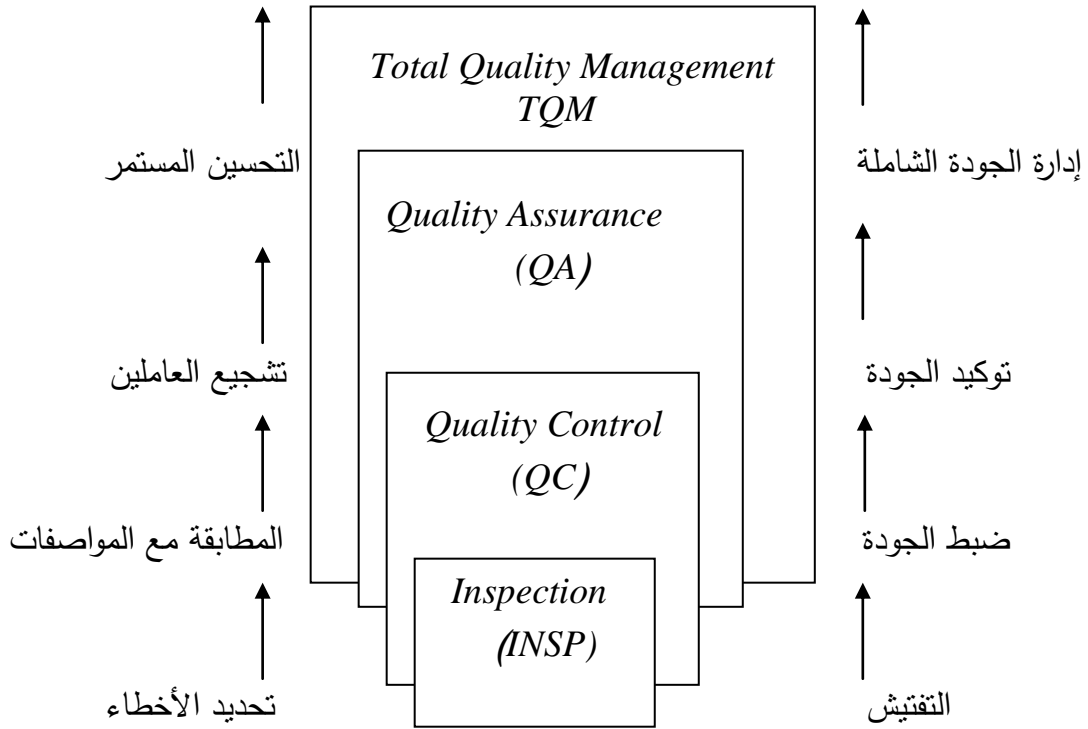 Total Quality Management
TQM
التحسين المستمر
إدارة الجودة الشاملة
Quality Assurance
(QA)
تشجيع العاملين
توكيد الجودة
Quality Control
(QC)
المطابقة مع المواصفات
ضبط الجودة
Inspection
(INSP)
تحديد الأخطاء
التفتيش